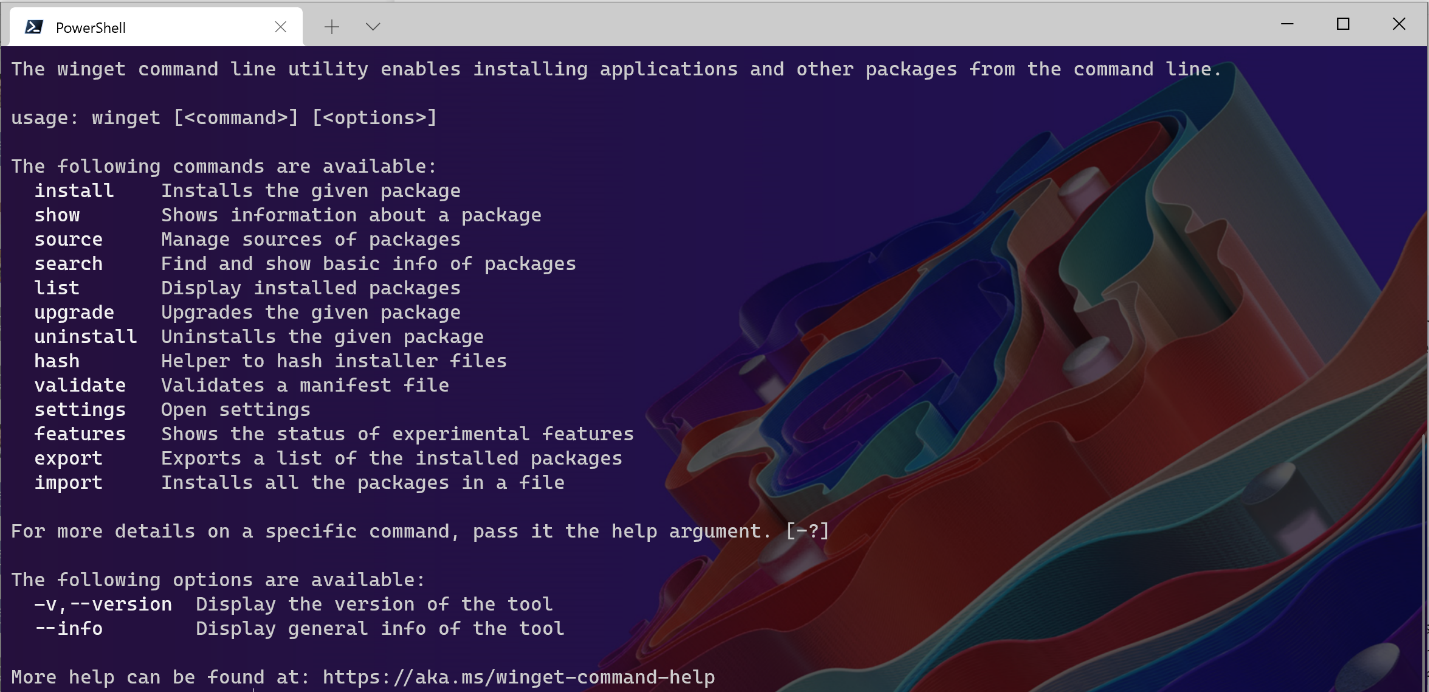 PowerShell
The winget command line utility enables installing applications and other packages from the command line.
usage: winget [<command>] [<options>]
The following commands are available:
install Installs the given package
show Shows information about a package
source Manage sources of packages
search Find and show basic info of packages
list Display installed packages
upgrade Upgrades the given package
uninstall Uninstalls the given package
hash Helper to hash installer files
validate Validates a manifest file
settings Open settings
features Shows the status of experimental features
export Exports a list of the installed packages
import Installs all the packages in a file
For more details on a specific command, pass it the help argument. [-?]
The following options are available:
-v,--version Display the version of the tool
--info Display general info of the tool
More help can be found at: https://aka.ms/winget-command-help